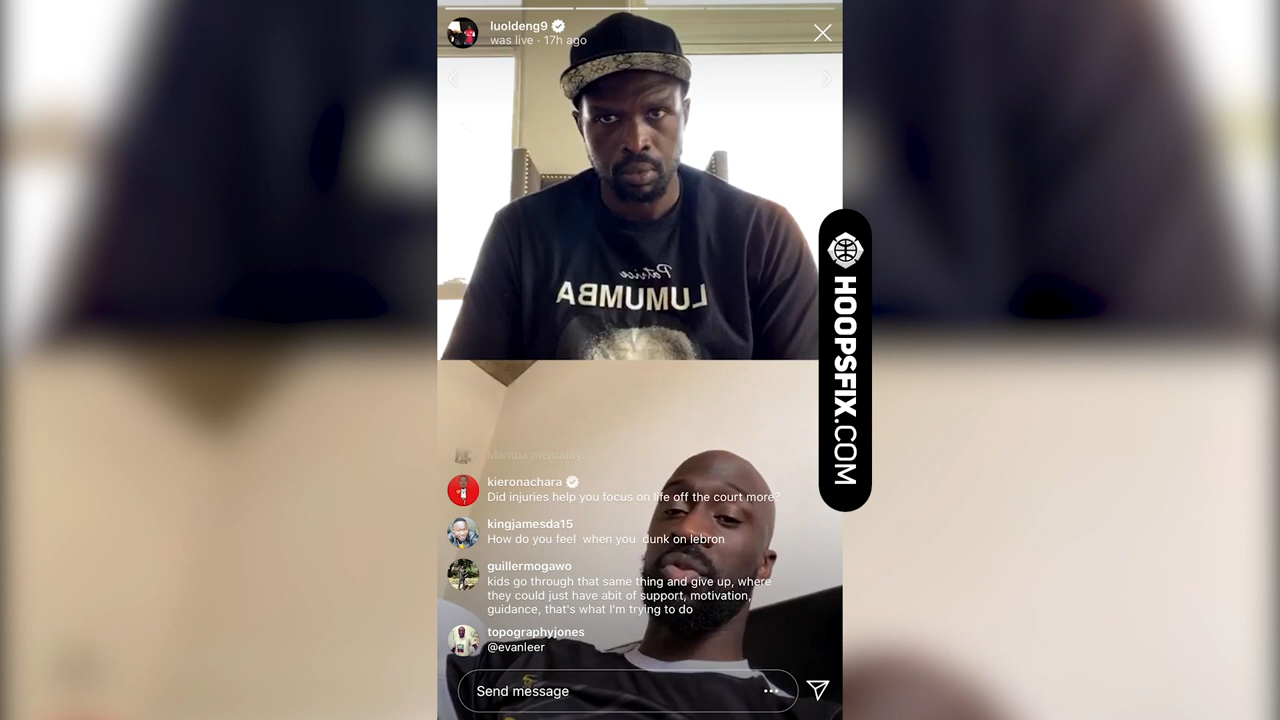 luoldeng9
was live · 17h ago
Patrice
LUMUMBA
HOOPSFIX.COM
Mamba mentality
kieronachara
Did injuries help you focus on life off the court more?
kingjamesda15
How do you feel when you dunk on lebron
guillermogawo
kids go through that same thing and give up, where
they could just have abit of support, motivation,
guidance, that's what I'm trying to do
topographyjones
@evanleer
Send message